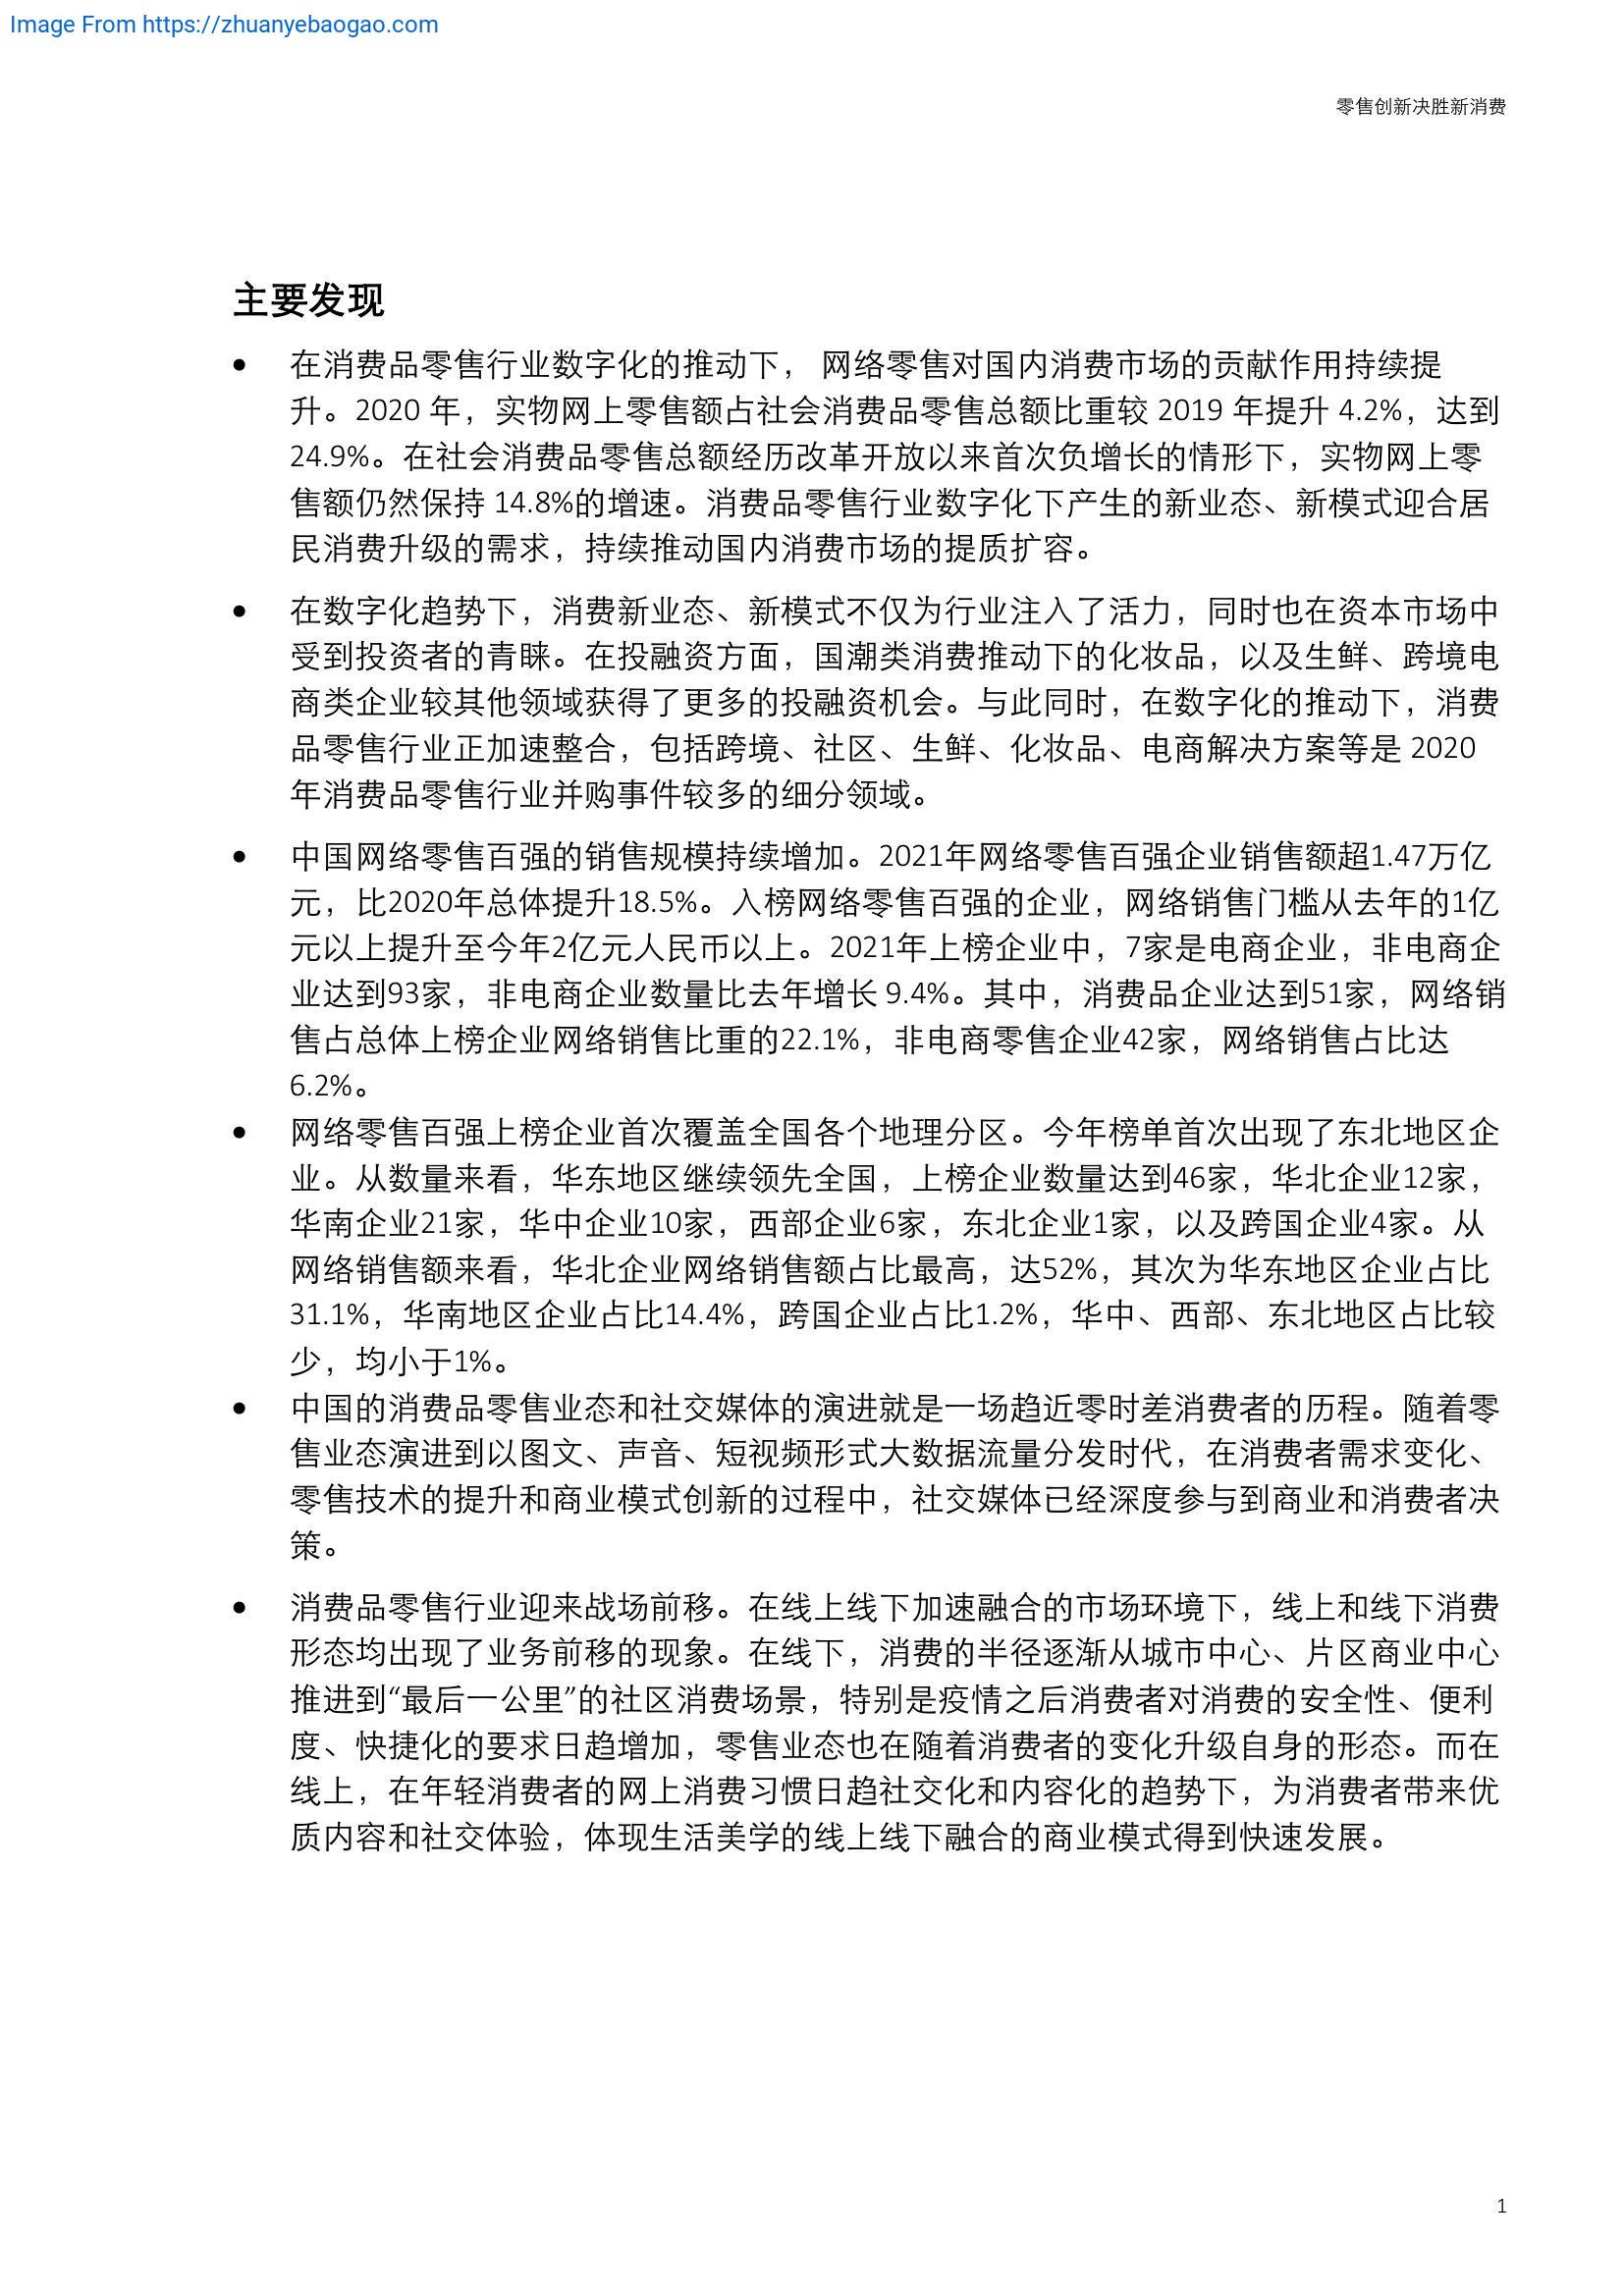 Image From https://zhuanyebaogao.com
零售创新决胜新消费
主要发现
● 在消费品零售行业数字化的推动下， 网络零售对国内消费市场的贡献作用持续提
升。2020 年，实物网上零售额占社会消费品零售总额比重较 2019 年提升 4.2%，达到
24.9%。在社会消费品零售总额经历改革开放以来首次负增长的情形下，实物网上零
售额仍然保持 14.8%的增速。消费品零售行业数字化下产生的新业态、新模式迎合居
民消费升级的需求，持续推动国内消费市场的提质扩容。
● 在数字化趋势下，消费新业态、新模式不仅为行业注入了活力，同时也在资本市场中
受到投资者的青睐。在投融资方面，国潮类消费推动下的化妆品，以及生鲜、跨境电
商类企业较其他领域获得了更多的投融资机会。与此同时，在数字化的推动下，消费
品零售行业正加速整合，包括跨境、社区、生鲜、化妆品、电商解决方案等是 2020
年消费品零售行业并购事件较多的细分领域。
● 中国网络零售百强的销售规模持续增加。2021年网络零售百强企业销售额超1.47万亿
元，比2020年总体提升18.5%。入榜网络零售百强的企业，网络销售门槛从去年的1亿
元以上提升至今年2亿元人民币以上。2021年上榜企业中，7家是电商企业，非电商企
业达到93家，非电商企业数量比去年增长 9.4%。其中，消费品企业达到51家，网络销
售占总体上榜企业网络销售比重的22.1%，非电商零售企业42家，网络销售占比达
6.2%。
● 网络零售百强上榜企业首次覆盖全国各个地理分区。今年榜单首次出现了东北地区企
业。从数量来看，华东地区继续领先全国，上榜企业数量达到46家，华北企业12家，
华南企业21家，华中企业10家，西部企业6家，东北企业1家，以及跨国企业4家。从
网络销售额来看，华北企业网络销售额占比最高，达52%，其次为华东地区企业占比
31.1%，华南地区企业占比14.4%，跨国企业占比1.2%，华中、西部、东北地区占比较
少，均小于1%。
● 中国的消费品零售业态和社交媒体的演进就是一场趋近零时差消费者的历程。随着零
售业态演进到以图文、声音、短视频形式大数据流量分发时代，在消费者需求变化、
零售技术的提升和商业模式创新的过程中，社交媒体已经深度参与到商业和消费者决
策。
● 消费品零售行业迎来战场前移。在线上线下加速融合的市场环境下，线上和线下消费
形态均出现了业务前移的现象。在线下，消费的半径逐渐从城市中心、片区商业中心
推进到“最后一公里”的社区消费场景，特别是疫情之后消费者对消费的安全性、便利
度、快捷化的要求日趋增加，零售业态也在随着消费者的变化升级自身的形态。而在
线上，在年轻消费者的网上消费习惯日趋社交化和内容化的趋势下，为消费者带来优
质内容和社交体验，体现生活美学的线上线下融合的商业模式得到快速发展。
1